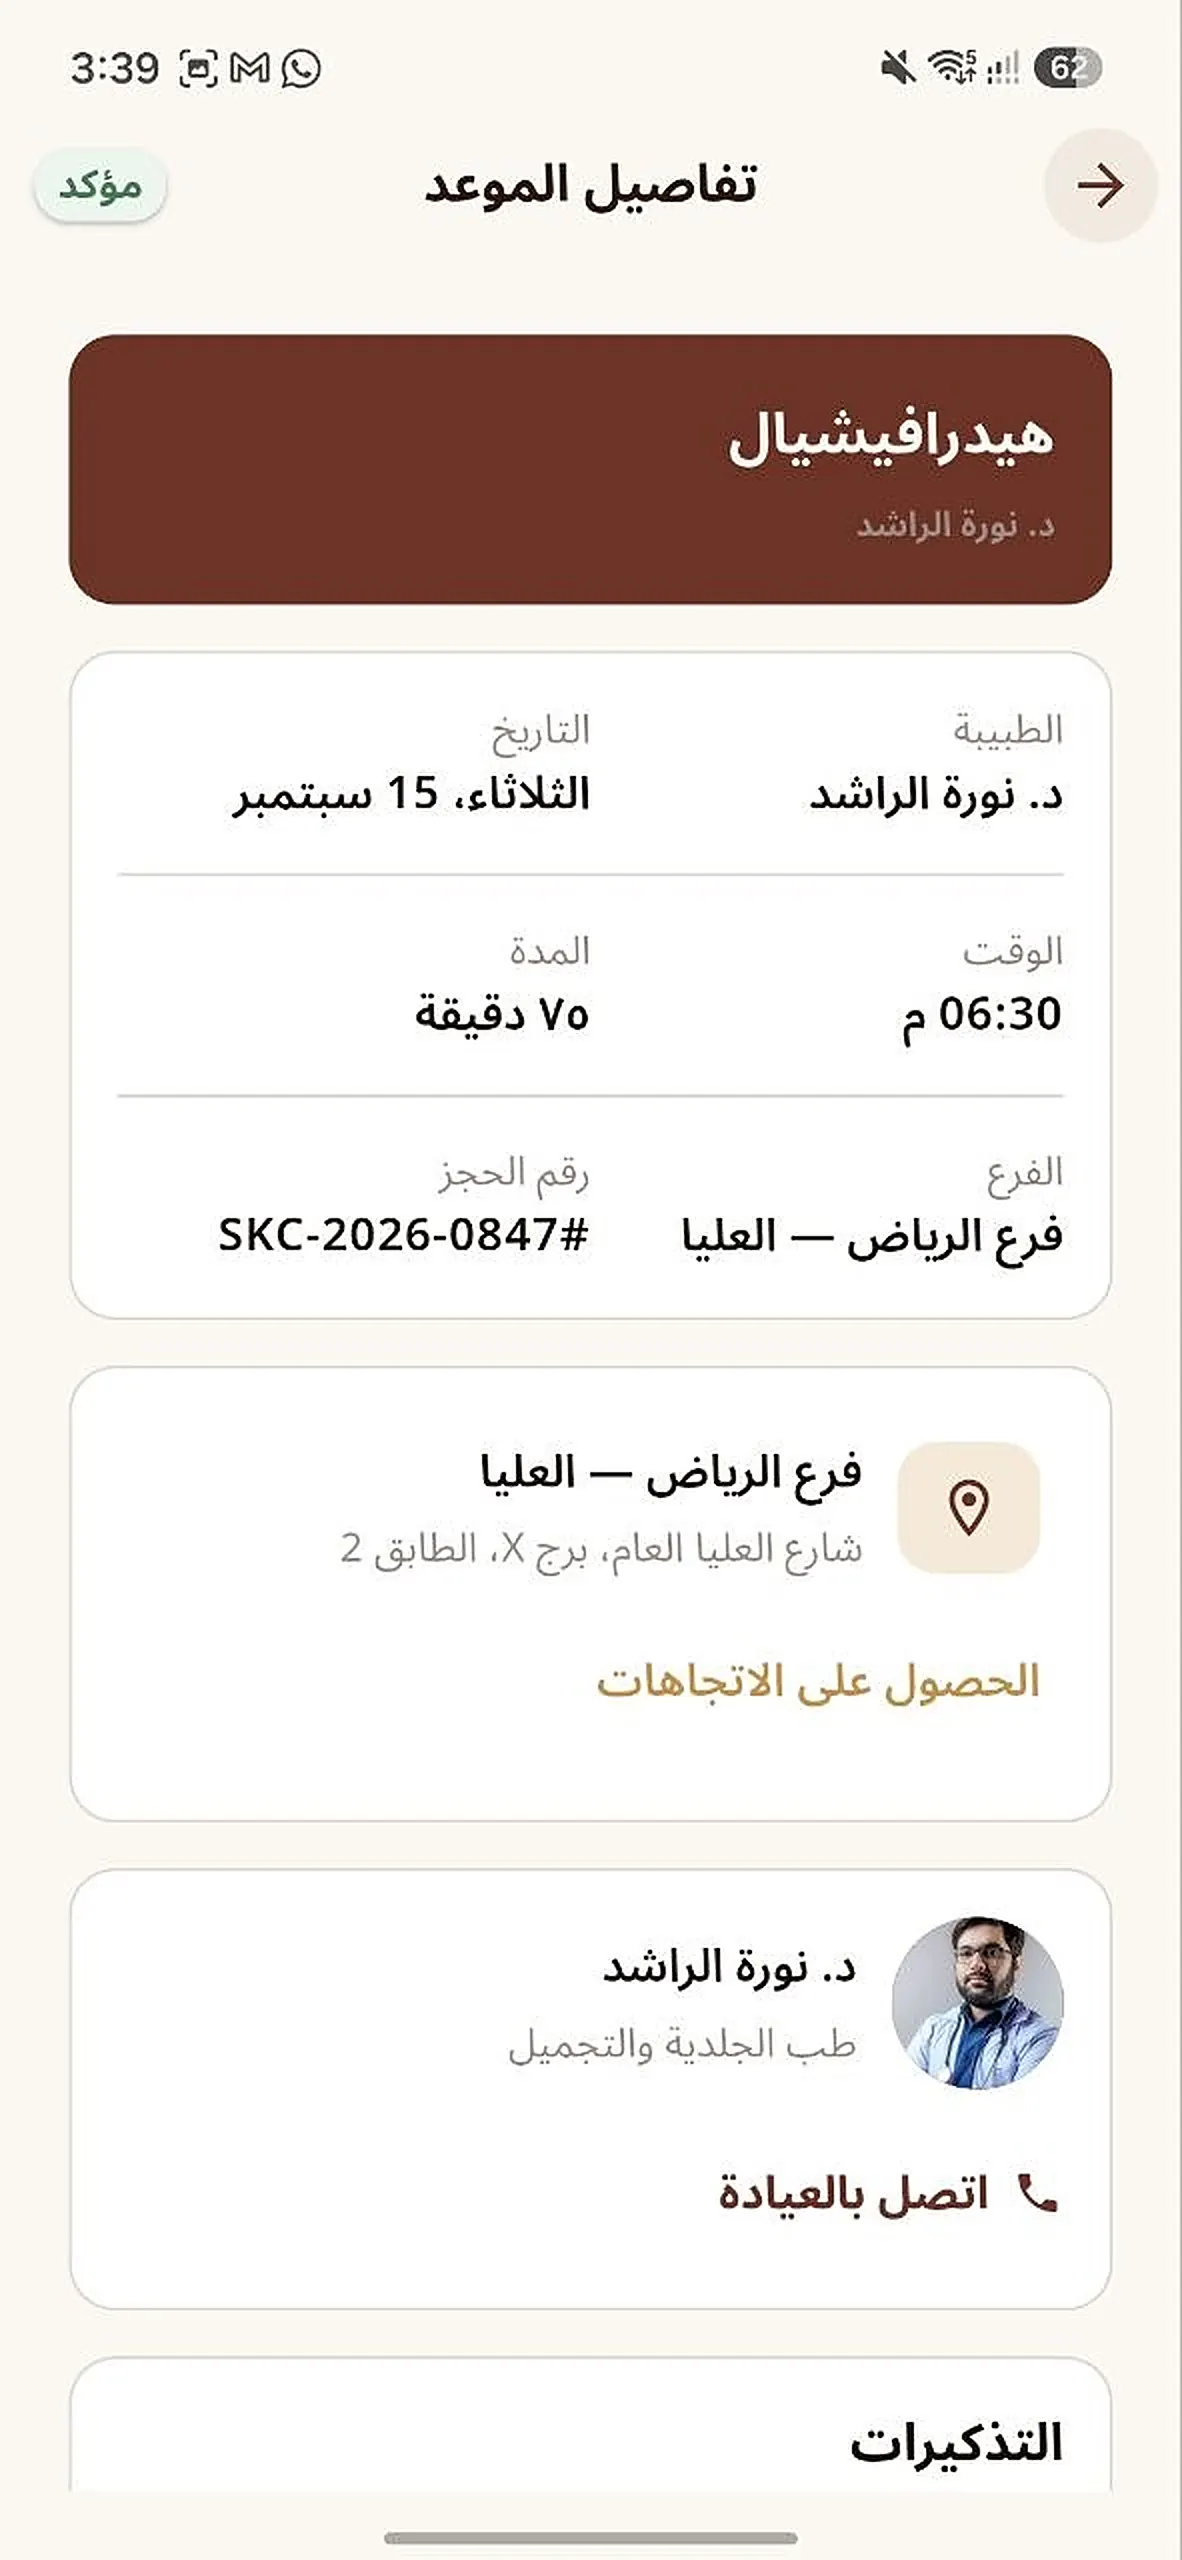 3:39
62
تفاصيل الموعد
مؤكد
هيدرافيشيال
د. نورة الراشد
الطبيبة
د. نورة الراشد
التاريخ
الثلاثاء، 15 سبتمبر
الوقت
06:30 م
المدة
٧٥ دقيقة
الفرع
فرع الرياض — العليا
رقم الحجز
SKC-2026-0847#
فرع الرياض — العليا
شارع العليا العام، برج X، الطابق 2
الحصول على الاتجاهات
د. نورة الراشد
طب الجلدية والتجميل
اتصل بالعيادة
التذكيرات